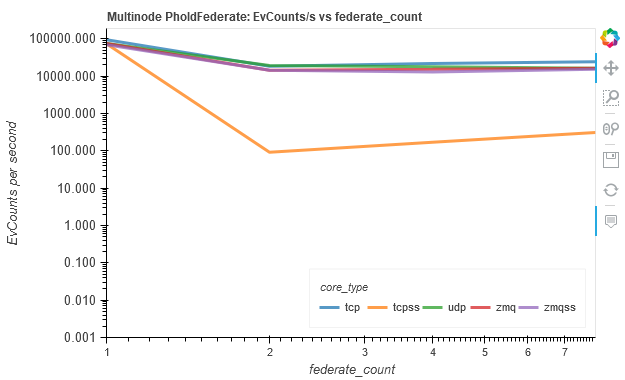 Multinode PholdFederate: EvCounts/s vs federate_count
100000.000
10000.000
1000.000
100.000
10.000
1.000
0.100
0.010
0.001
EvCounts per second
core_type
tcp tcpss udp zmq zmqss
1 2 3 4 5 6 7
federate_count